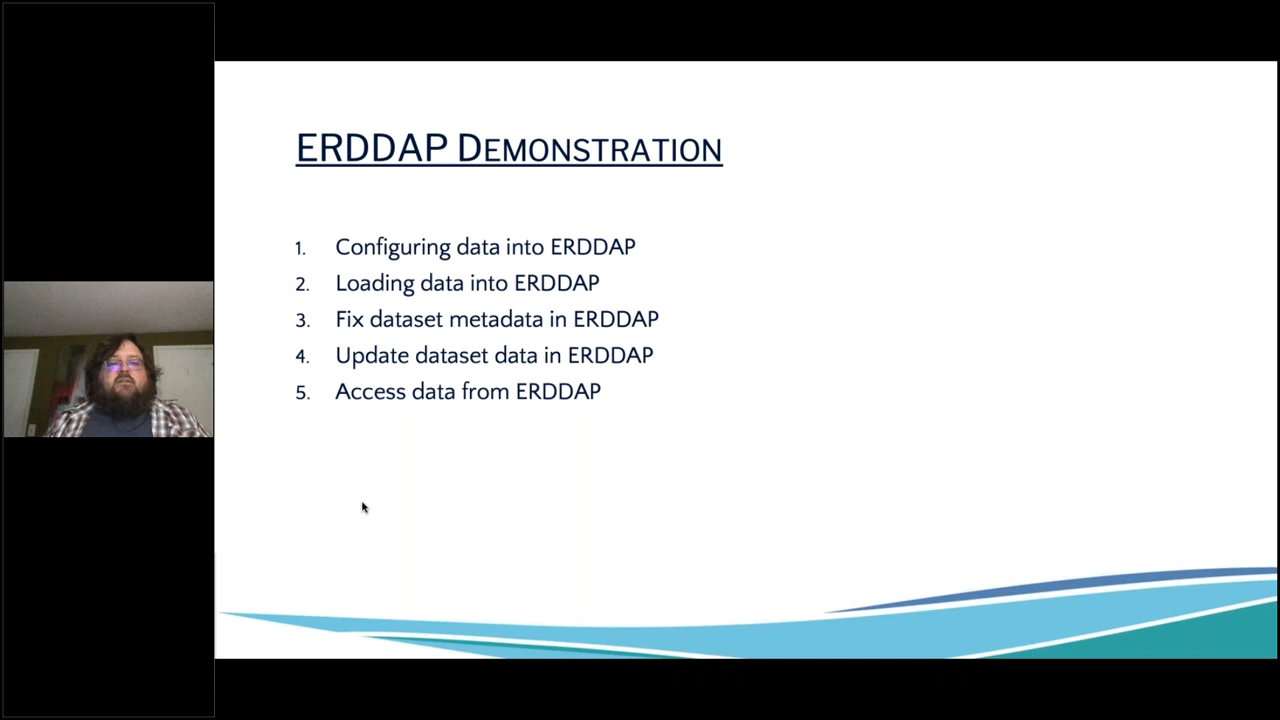 ERDDAP DEMONSTRATION
1. Configuring data into ERDDAP
2. Loading data into ERDDAP
3. Fix dataset metadata in ERDDAP
4. Update dataset data in ERDDAP
5. Access data from ERDDAP